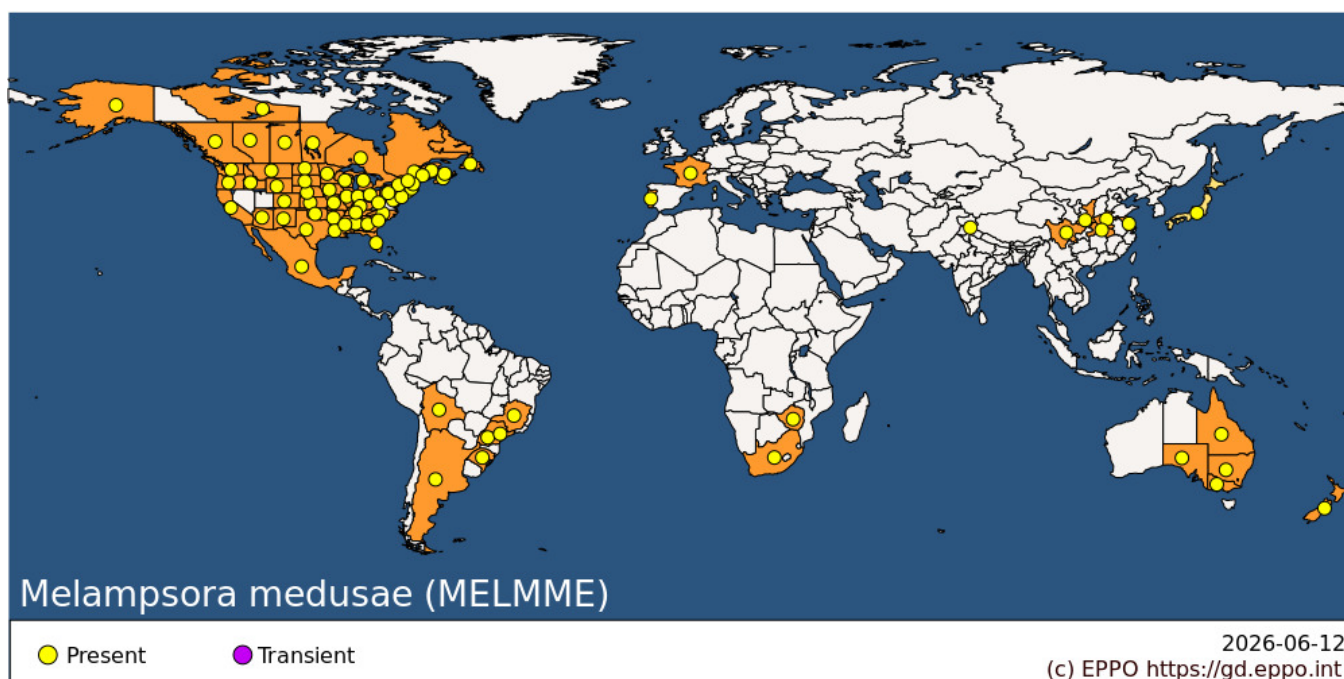 Melampsora medusae (MELMME)
Present
Transient
2026-06-12
(c) EPPO https://gd.eppo.int